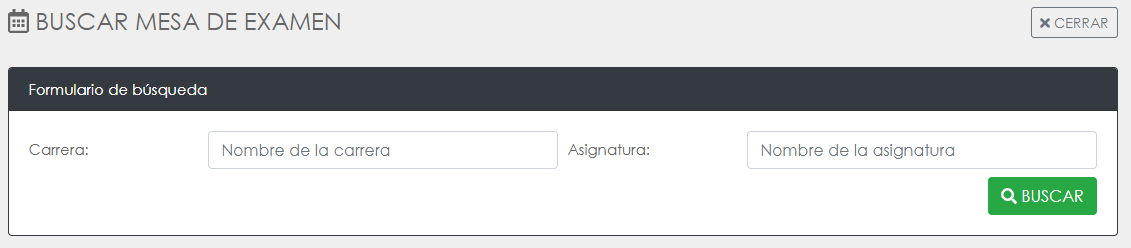 BUSCAR MESA DE EXAMEN
CERRAR
Formulario de búsqueda
Carrera: Nombre de la carrera Asignatura: Nombre de la asignatura
BUSCAR